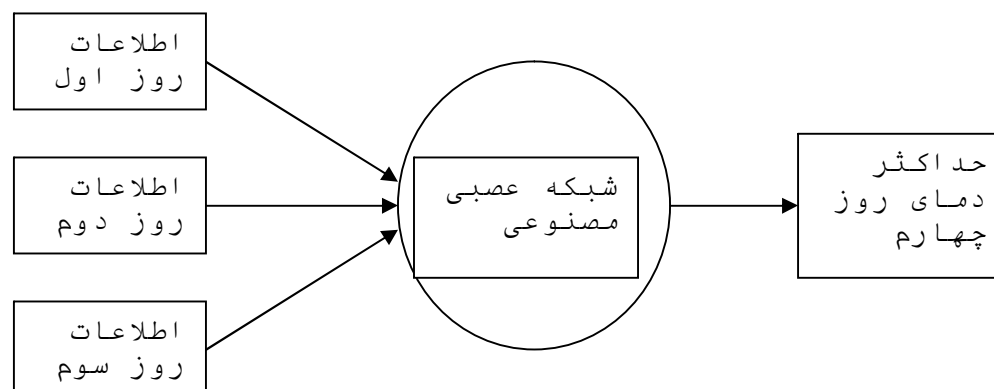 اطلاعات
روز اول
اطلاعات
روز دوم
اطلاعات
روز سوم
شبکه عصبی
مصنوعی
حداکثر
دمای روز
چهارم